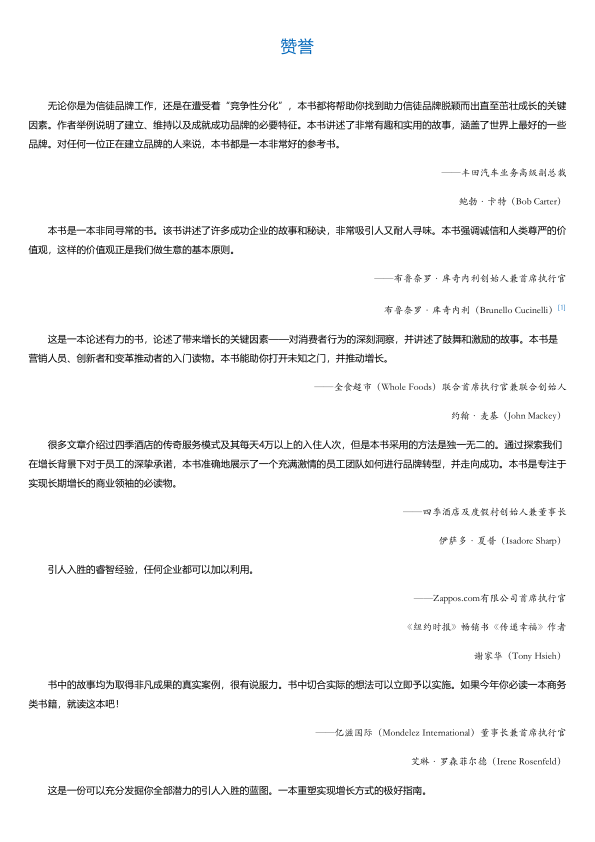 赞誉
无论你是为信徒品牌工作，还是在遭受着“竞争性分化”，本书都将帮助你找到助力信徒品牌脱颖而出直至茁壮成长的关键
因素。作者举例说明了建立、维持以及成就成功品牌的必要特征。本书讲述了非常有趣和实用的故事，涵盖了世界上最好的一些
品牌。对任何一位正在建立品牌的人来说，本书都是一本非常好的参考书。
——丰田汽车业务高级副总裁
鲍勃·卡特（Bob Carter）
本书是一本非同寻常的书。该书讲述了许多成功企业的故事和秘诀，非常吸引人又耐人寻味。本书强调诚信和人类尊严的价
值观，这样的价值观正是我们做生意的基本原则。
——布鲁奈罗·库奇内利创始人兼首席执行官
布鲁奈罗·库奇内利（Brunello Cucinelli）[1]
这是一本论述有力的书，论述了带来增长的关键因素——对消费者行为的深刻洞察，并讲述了鼓舞和激励的故事。本书是
营销人员、创新者和变革推动者的入门读物。本书能助你打开未知之门，并推动增长。
——全食超市（Whole Foods）联合首席执行官兼联合创始人
约翰·麦基（John Mackey）
很多文章介绍过四季酒店的传奇服务模式及其每天4万以上的入住人次，但是本书采用的方法是独一无二的。通过探索我们
在增长背景下对于员工的深挚承诺，本书准确地展示了一个充满激情的员工团队如何进行品牌转型，并走向成功。本书是专注于
实现长期增长的商业领袖的必读物。
——四季酒店及度假村创始人兼董事长
伊萨多·夏普（Isadore Sharp）
引人入胜的睿智经验，任何企业都可以加以利用。
——Zappos.com有限公司首席执行官
《纽约时报》畅销书《传递幸福》作者
谢家华（Tony Hsieh）
书中的故事均为取得非凡成果的真实案例，很有说服力。书中切合实际的想法可以立即予以实施。如果今年你必读一本商务
类书籍，就读这本吧！
——亿滋国际（Mondelez International）董事长兼首席执行官
艾琳·罗森菲尔德（Irene Rosenfeld）
这是一份可以充分发掘你全部潜力的引人入胜的蓝图。一本重塑实现增长方式的极好指南。